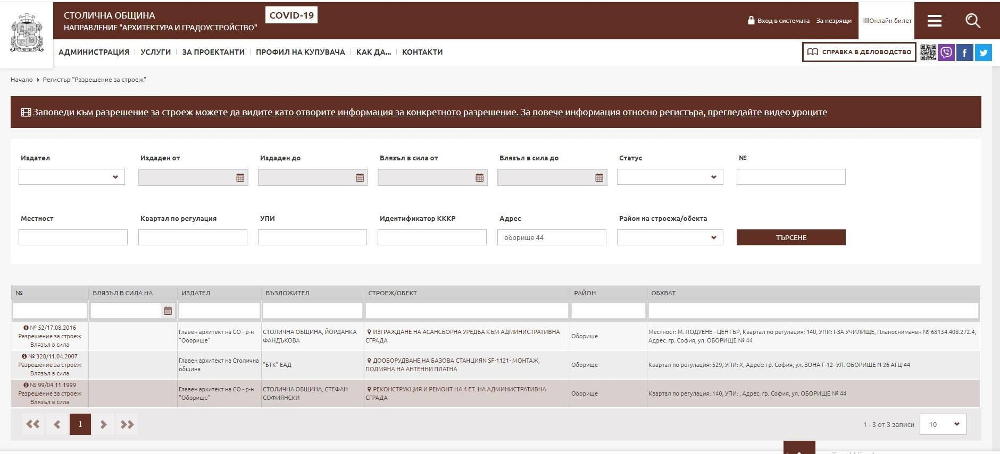 СТОЛИЧНА ОБЩИНА
НАПРАВЛЕНИЕ "АРХИТЕКТУРА И ГРАДОУСТРОЙСТВО"
COVID-19
Вход в системата За незрящи Онлайн билет
АДМИНИСТРАЦИЯ УСЛУГИ ЗА ПРОЕКТАНТИ ПРОФИЛ НА КУПУВАЧА КАК ДА... КОНТАКТИ
СПРАВКА В ДЕЛОВОДСТВО
Начало Регистър "Разрешение за строеж"
Заповеди към разрешение за строеж можете да видите като отворите информация за конкретното разрешение. За повече информация относно регистъра, прегледайте видео уроците
Издател Издаден от Издаден до Влязъл в сила от Влязъл в сила до Статус №
Местност Квартал по регулация УПИ Идентификатор КККР Адрес Район на строежа/обекта
оборище 44
ТЪРСЕНЕ
№ ВЛЯЗЪЛ В СИЛА НА ИЗДАТЕЛ ВЪЗЛОЖИТЕЛ СТРОЕЖ/ОБЕКТ РАЙОН ОБХВАТ
№ 52/17.08.2016
Разрешение за строеж
Влязъл в сила
Главен архитект на СО - р-н
"Оборище"
СТОЛИЧНА ОБЩИНА, ЙОРДАНКА
ФАНДЪКОВА
ИЗГРАЖДАНЕ НА АСАНСЬОРНА УРЕДБА КЪМ АДМИНИСТРАТИВНА
СГРАДА
Оборище
Местност: М. ПОДУЕНЕ - ЦЕНТЪР, Квартал по регулация: 140, УПИ: I-ЗА УЧИЛИЩЕ, Планоснимачен № 68134.408.272.4,
Адрес: гр. София, ул. ОБОРИЩЕ № 44
№ 328/11.04.2007
Разрешение за строеж
Влязъл в сила
Главен архитект на Столична
община
"БТК" ЕАД
ДООБОРУДВАНЕ НА БАЗОВА СТАНЦИЯN SF-1121- МОНТАЖ,
ПОДМЯНА НА АНТЕННИ ПЛАТНА
Оборище
Квартал по регулация: 529, УПИ: X, Адрес: гр. София, ул. ЗОНА Г-12- УЛ. ОБОРИЩЕ N 26 АГЦ-44
№ 99/04.11.1999
Разрешение за строеж
Влязъл в сила
Главен архитект на СО - р-н
"Оборище"
СТОЛИЧНА ОБЩИНА, СТЕФАН
СОФИЯНСКИ
РЕКОНСТРУКЦИЯ И РЕМОНТ НА 4 ЕТ. НА АДМИНИСТРАТИВНА
СГРАДА
Оборище
Квартал по регулация: 140, УПИ: , Адрес: гр. София, ул. ОБОРИЩЕ № 44
1
1 - 3 от 3 записи 10